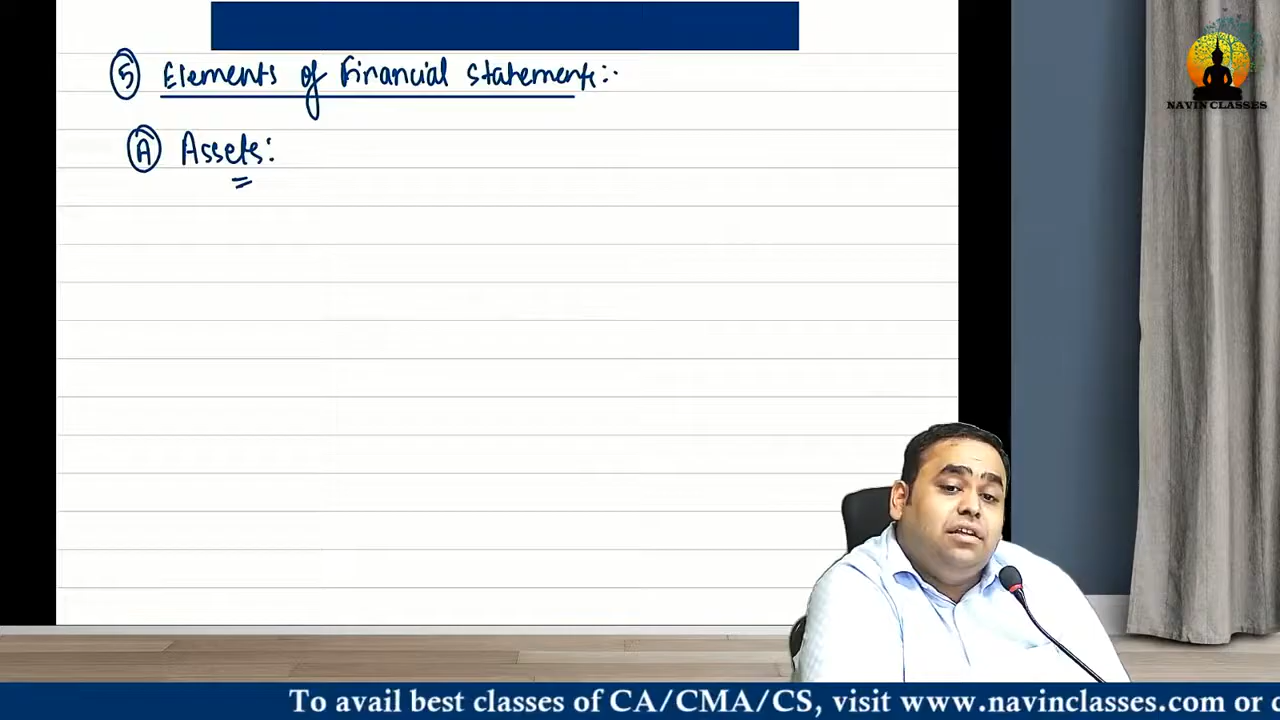 ⑤ Elements of Financial Statements:-
Ⓐ Assets:
NAVIN CLASSES
To avail best classes of CA/CMA/CS, visit www.navinclasses.com or